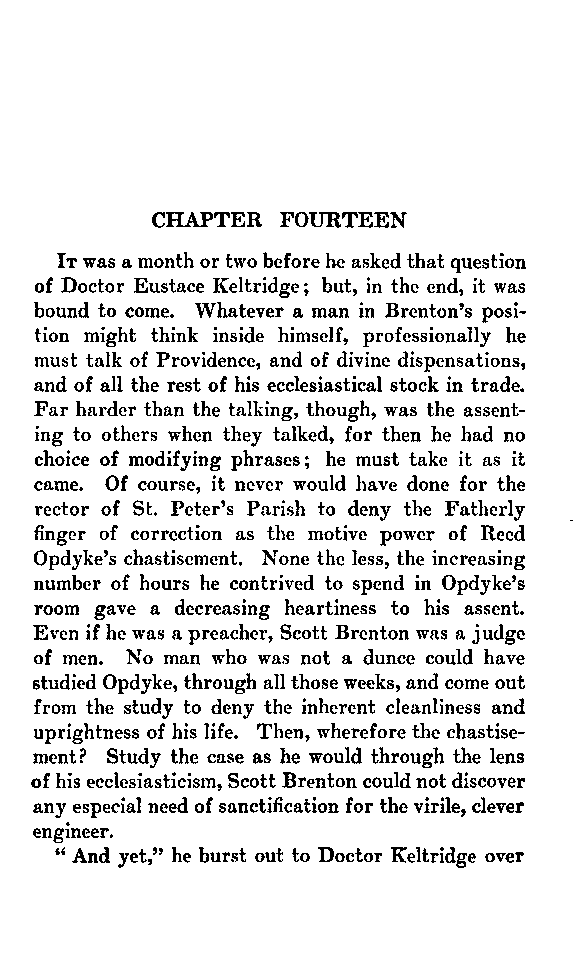 CHAPTER FOURTEEN
It was a month or two before he asked that question
of Doctor Eustace Keltridge; but, in the end, it was
bound to come. Whatever a man in Brenton's posi-
tion might think inside himself, professionally he
must talk of Providence, and of divine dispensations,
and of all the rest of his ecclesiastical stock in trade.
Far harder than the talking, though, was the assent-
ing to others when they talked, for then he had no
choice of modifying phrases; he must take it as it
came. Of course, it never would have done for the
rector of St. Peter's Parish to deny the Fatherly
finger of correction as the motive power of Reed
Opdyke's chastisement. None the less, the increasing
number of hours he contrived to spend in Opdyke's
room gave a decreasing heartiness to his assent.
Even if he was a preacher, Scott Brenton was a judge
of men. No man who was not a dunce could have
studied Opdyke, through all those weeks, and come out
from the study to deny the inherent cleanliness and
uprightness of his life. Then, wherefore the chastise-
ment? Study the case as he would through the lens
of his ecclesiasticism, Scott Brenton could not discover
any especial need of sanctification for the virile, clever
engineer.
" And yet," he burst out to Doctor Keltridge over